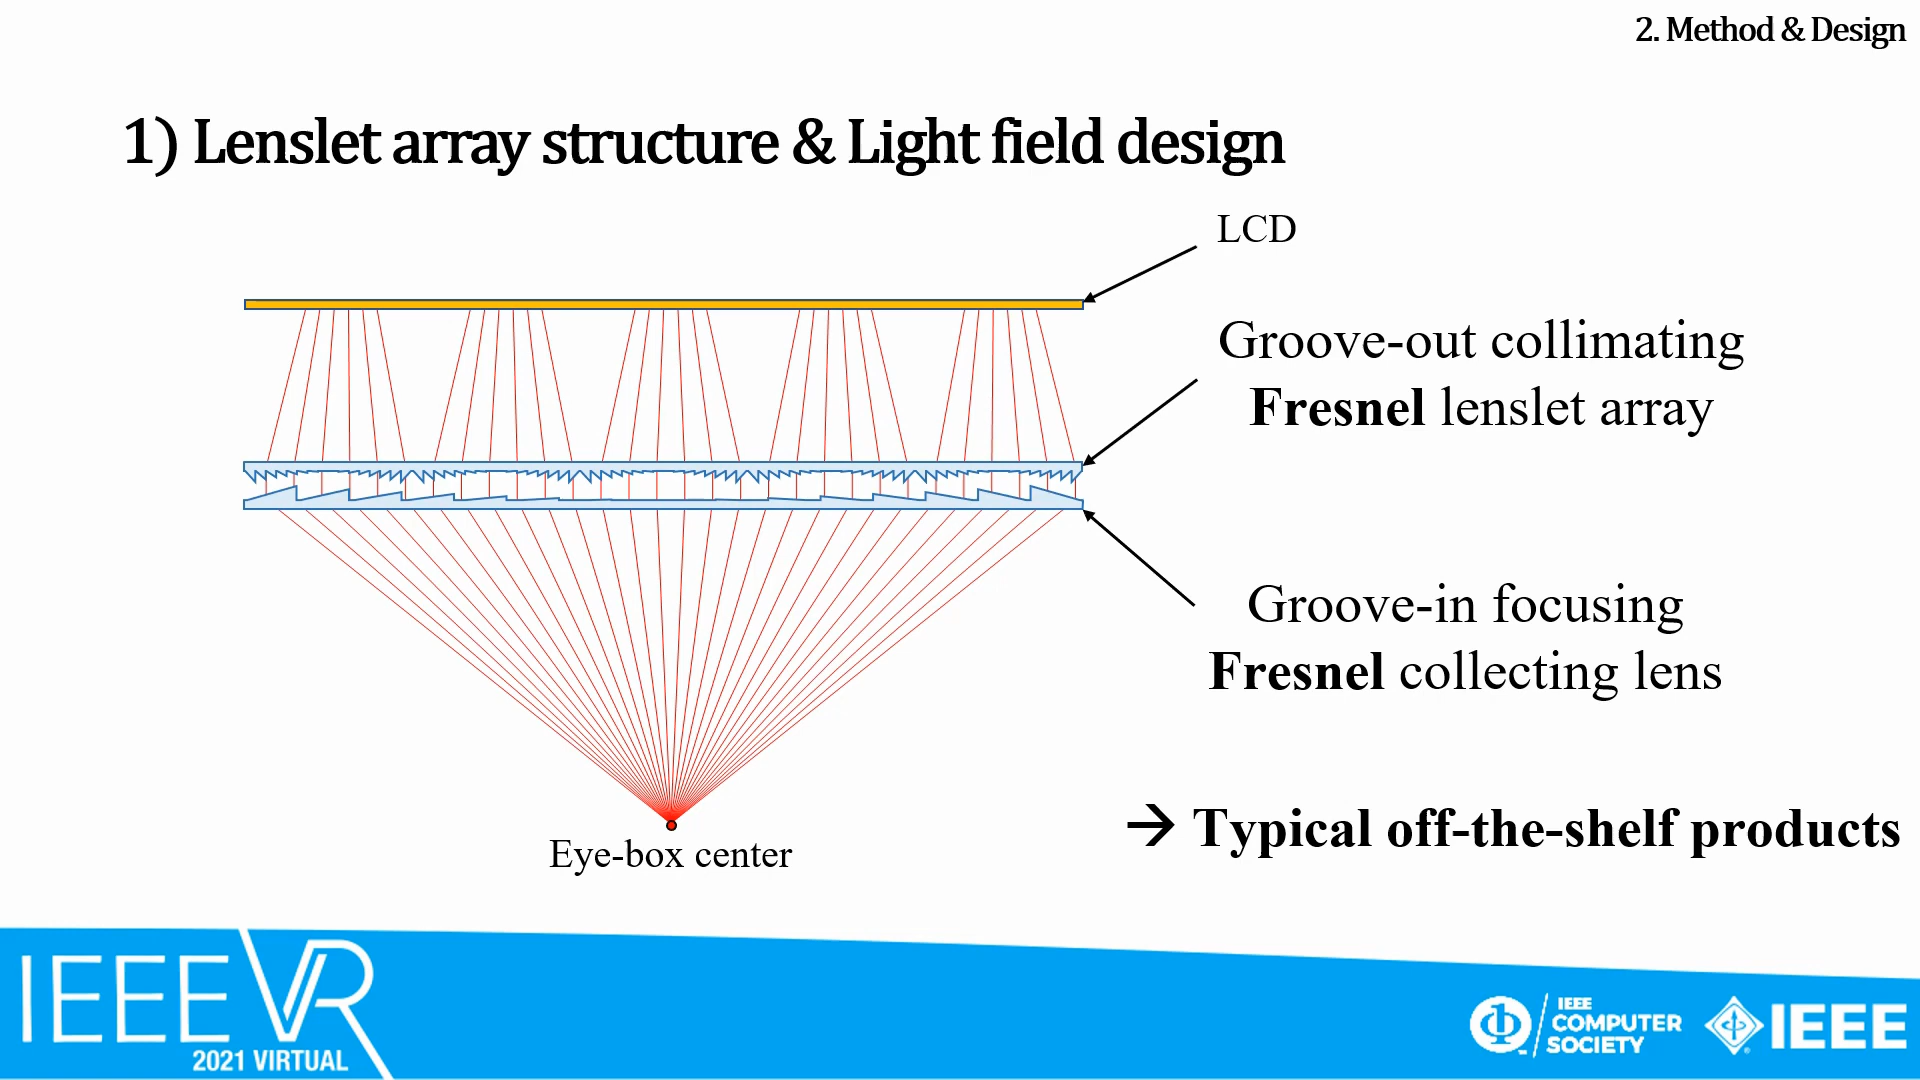 2. Method & Design
1) Lenslet array structure & Light field design
LCD
Groove-out collimating
Fresnel lenslet array
Groove-in focusing
Fresnel collecting lens
→ Typical off-the-shelf products
Eye-box center
IEEE VR
2021 VIRTUAL
IEEE
COMPUTER
SOCIETY
IEEE